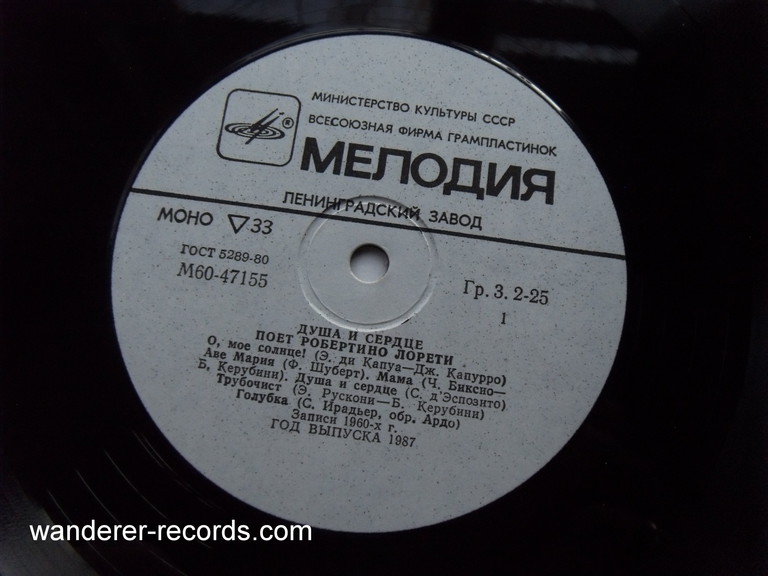 МИНИСТЕРСТВО КУЛЬТУРЫ СССР
ВСЕСОЮЗНАЯ ФИРМА ГРАМПЛАСТИНОК
®
МЕЛОДИЯ
ЛЕНИНГРАДСКИЙ ЗАВОД
МОНО ▽33
ГОСТ 5289-80
М60-47155
Гр. 3. 2-25
1
ДУША И СЕРДЦЕ
ПОЕТ РОБЕРТИНО ЛОРЕТИ
О, мое солнце! (Э. ди Капуа—Дж. Капурро)
Аве Мария (Ф. Шуберт). Мама (Ч. Биксио—
Б. Керубини). Душа и сердце (С. д'Эспозито)
Трубочист (Э. Рускони—Б. Керубини)
Голубка (С. Ирадьер, обр. Ардо)
Записи 1960-х г.
ГОД ВЫПУСКА 1987
wanderer-records.com